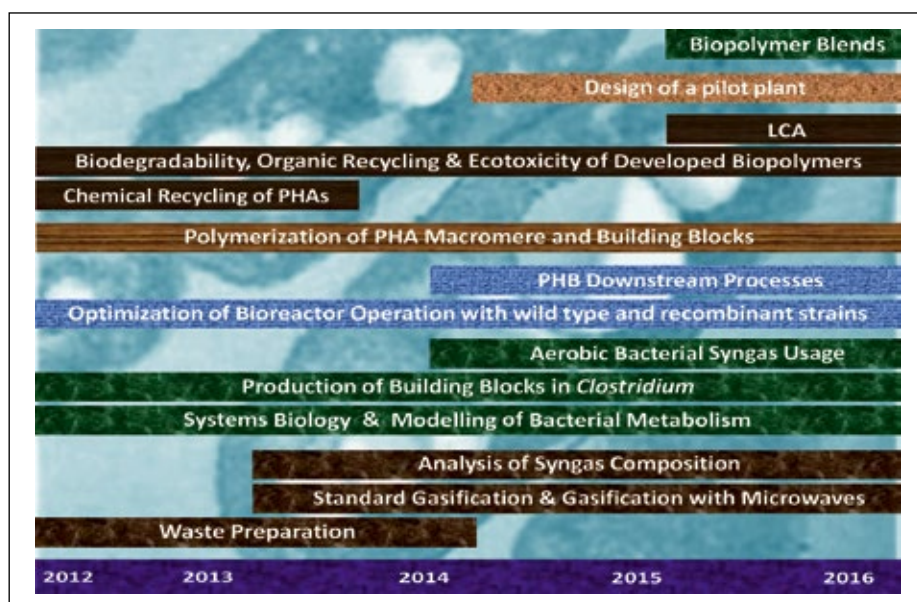 Biopolymer Blends
Design of a pilot plant
LCA
Biodegradability, Organic Recycling & Ecotoxicity of Developed Biopolymers
Chemical Recycling of PHAs
Polymerization of PHA Macromere and Building Blocks
PHB Downstream Processes
Optimization of Bioreactor Operation with wild type and recombinant strains
Aerobic Bacterial Syngas Usage
Production of Building Blocks in Clostridium
Systems Biology & Modelling of Bacterial Metabolism
Analysis of Syngas Composition
Standard Gasification & Gasification with Microwaves
Waste Preparation
2012 2013 2014 2015 2016